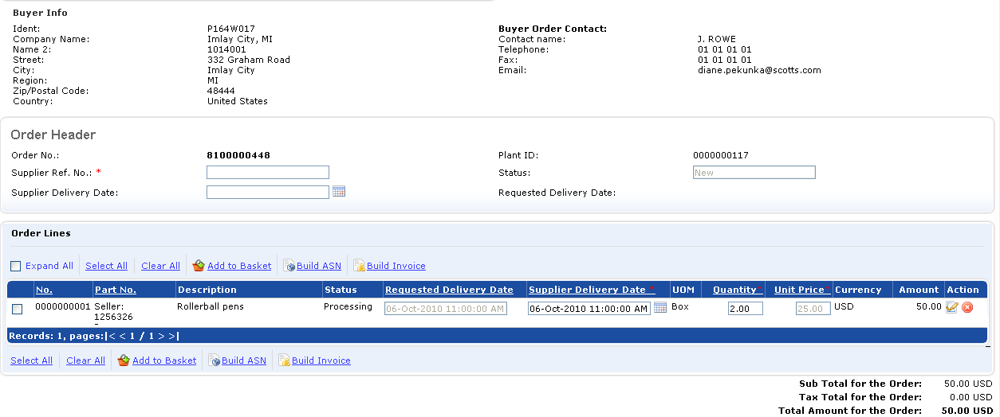 Buyer Info
Ident: P164W017 Buyer Order Contact:
Company Name: Imlay City, MI Contact name: J. ROWE
Name 2: 1014001 Telephone: 01 01 01 01
Street: 332 Graham Road Fax: 01 01 01 01
City: Imlay City Email: diane.pekunka@scotts.com
Region: MI
Zip/Postal Code: 48444
Country: United States
Order Header
Order No.: 8100000448 Plant ID: 0000000117
Supplier Ref. No.: * Status: New
Supplier Delivery Date: Requested Delivery Date:
Order Lines
Expand All Select All Clear All Add to Basket Build ASN Build Invoice
No. Part No. Description Status Requested Delivery Date Supplier Delivery Date UOM Quantity* Unit Price Currency Amount Action
0000000001 Seller: Rollerball pens Processing 06-Oct-2010 11:00:00 AM 06-Oct-2010 11:00:00 AM Box 2.00 25.00 USD 50.00
1256326
Records: 1, pages:|< < 1 / 1 > >|
Select All Clear All Add to Basket Build ASN Build Invoice
Sub Total for the Order: 50.00 USD
Tax Total for the Order: 0.00 USD
Total Amount for the Order: 50.00 USD